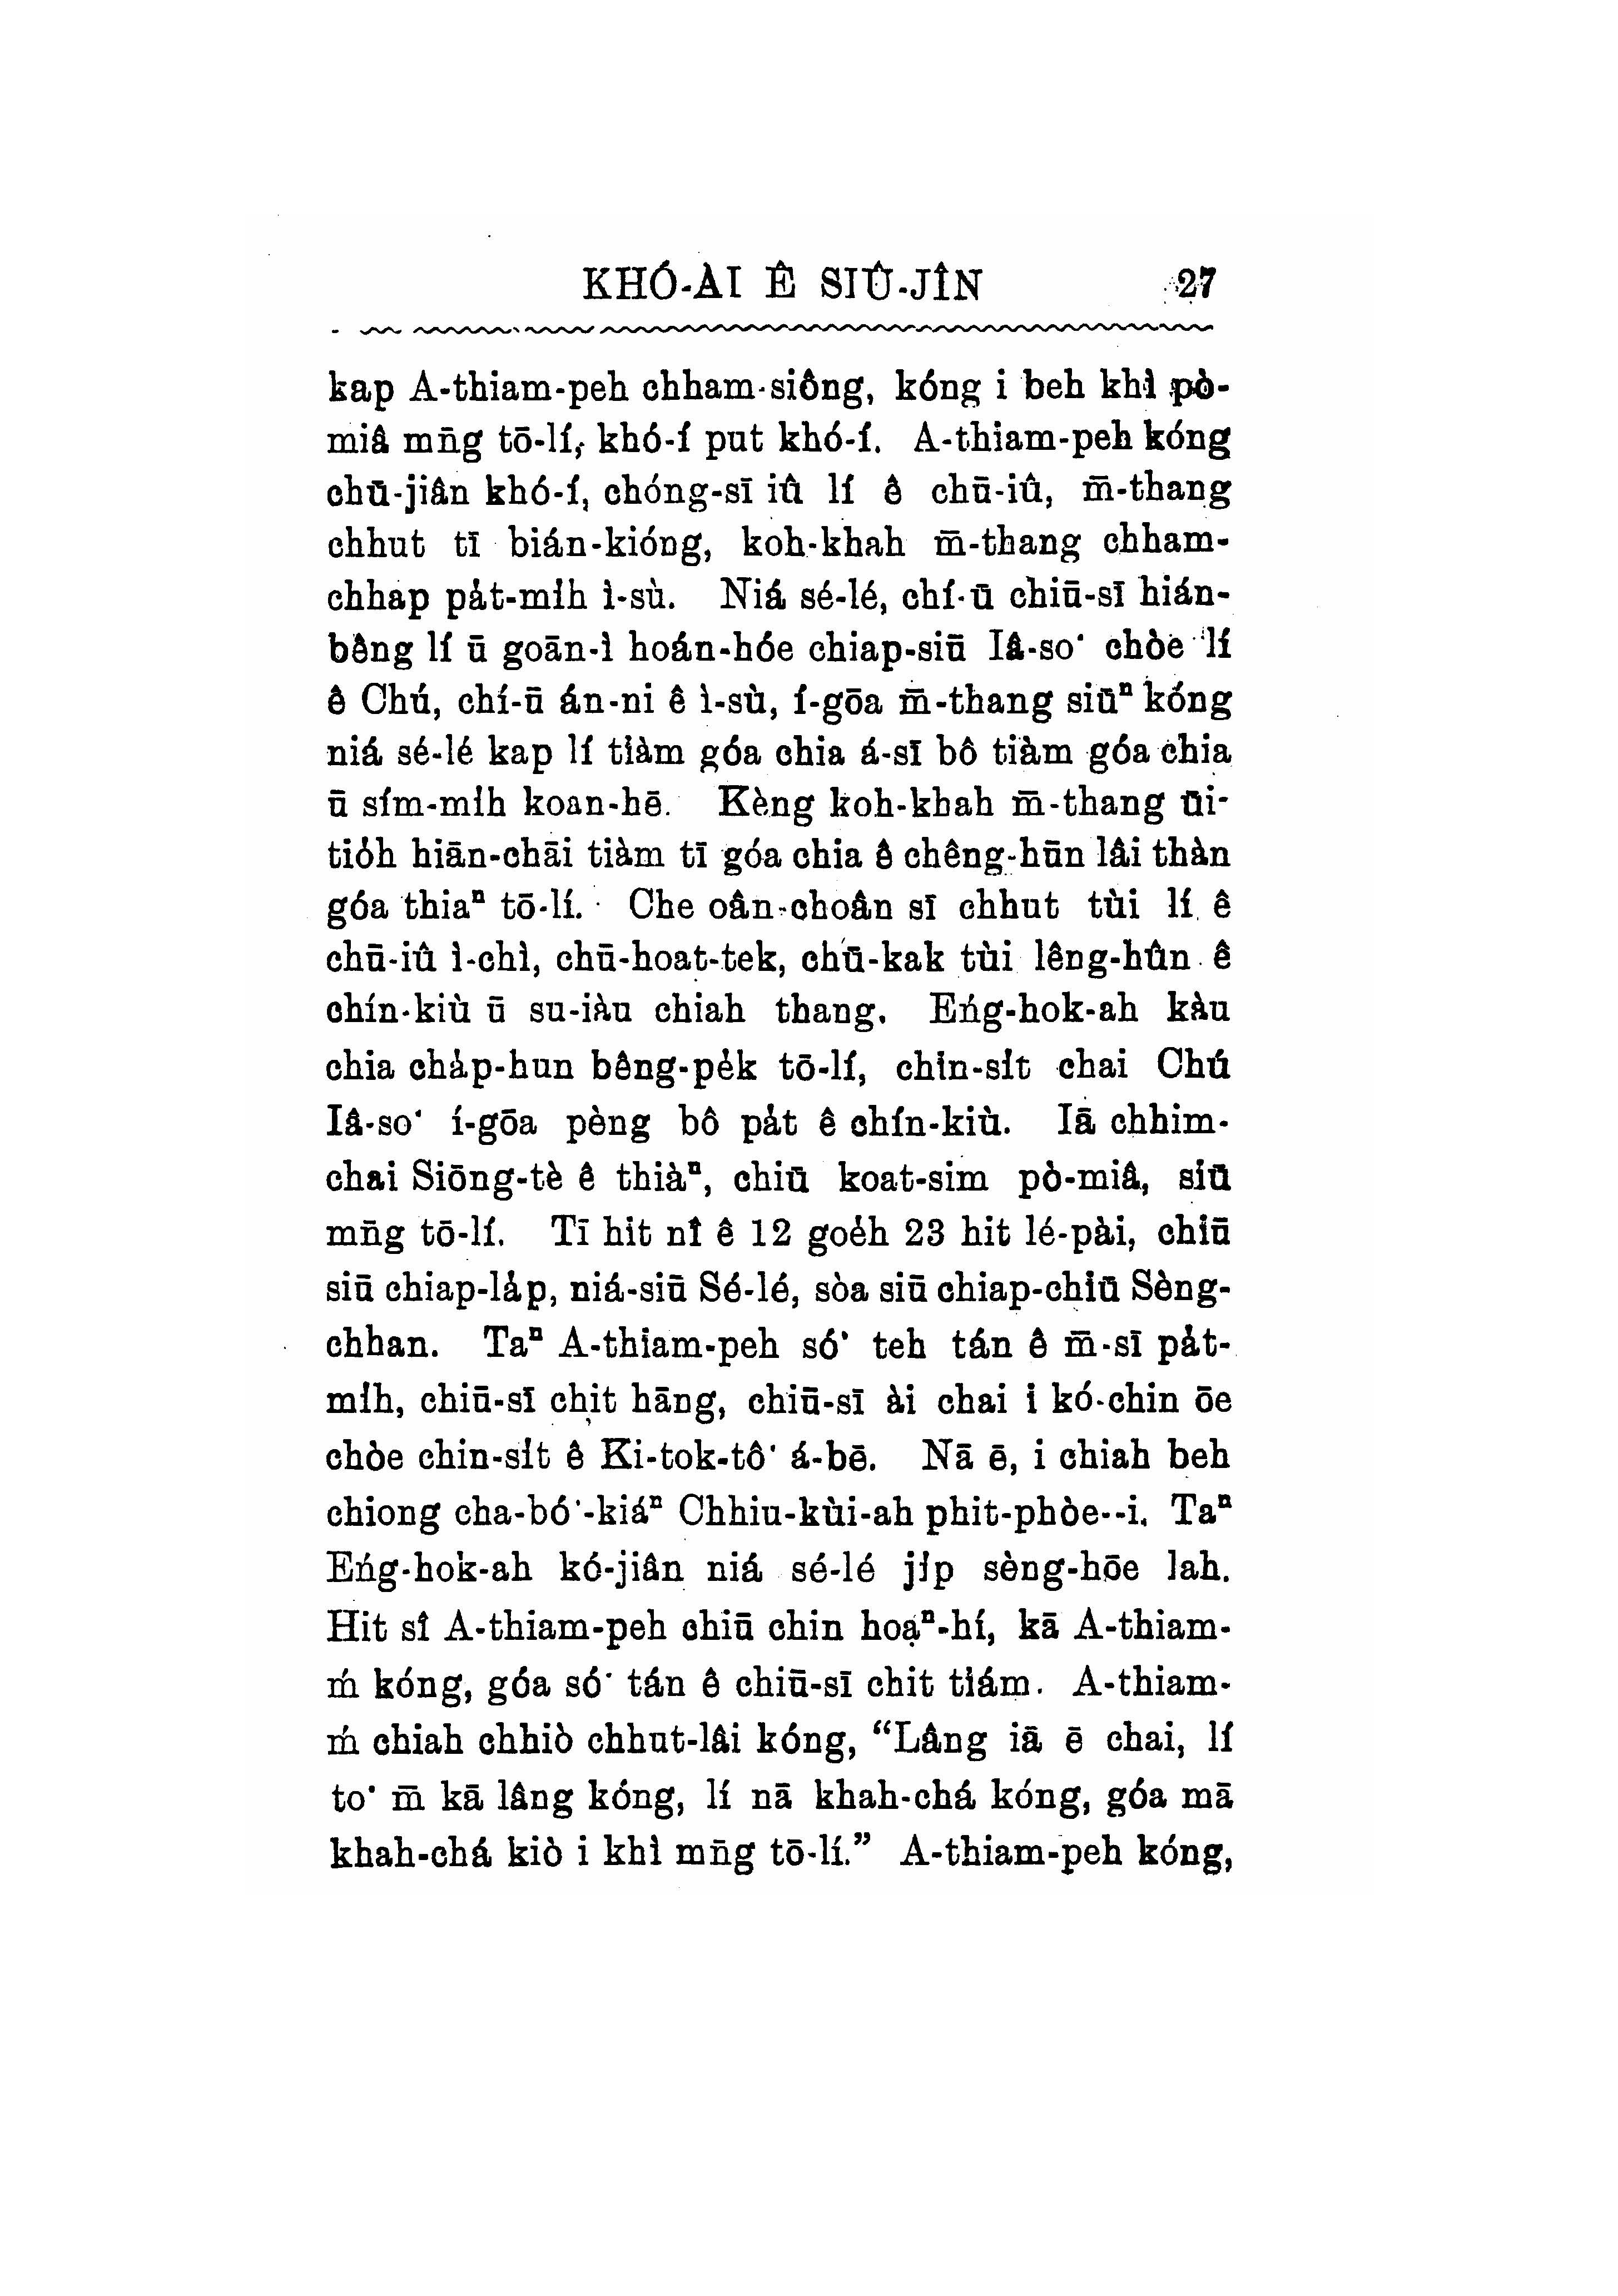 KHÓ-ÀI Ê SIÛ-JÎN 27
kap A-thiam-peh chham-siông, kóng i beh khì pò-
miâ mn̄g tō-lí, khó-í put khó-í. A-thiam-peh kóng
chū-jiân khó-í, chóng-sī iû lí ê chū-iû, m̄-thang
chhut tī bián-kióng, koh-khah m̄-thang chham-
chhap pa̍t-mih ì-sù. Niá sé-lé, chí-ū chiū-sī hián-
bêng lí ū goān-ì hoán-hóe chiap-siū Iâ-so͘ chòe lí
ê Chú, chí-ū án-ni ê ì-sù, í-gōa m̄-thang siūⁿ kóng
niá sé-lé kap lí tiàm góa chia á-sī bô tiàm góa chia
ū sím-mih koan-hē. Kèng koh-khah m̄-thang ūi-
tio̍h hiān-chāi tiàm tī góa chia ê chêng-hūn lâi thàn
góa thiaⁿ tō-lí. Che oân-choân sī chhut tùi lí ê
chū-iû ì-chì, chū-hoat-tek, chū-kak tùi lêng-hûn ê
chín-kiù ū su-iàu chiah thang. Eńg-hok-ah kàu
chia cha̍p-hun bêng-pe̍k tō-lí, chin-si̍t chai Chú
Iâ-so͘ í-gōa pèng bô pa̍t ê chín-kiù. Iā chhim-
chai Siōng-tè ê thiàⁿ, chiū koat-sim pò-miâ, siū
mn̄g tō-lí. Tī hit nî ê 12 goe̍h 23 hit lé-pài, chiū
siū chiap-la̍p, niá-siū Sé-lé, sòa siū chiap-chiū Sèng-
chhan. Taⁿ A-thiam-peh só͘ teh tán ê m̄-sī pa̍t-
mi̍h, chiū-sī chit hāng, chiū-sī ài chai i kó-chin ōe
chòe chin-si̍t ê Ki-tok-tô͘ á-bē. Nā ē, i chiah beh
chiong cha-bó͘-kiáⁿ Chhiu-kùi-ah phit-phòe--i. Taⁿ
Eńg-hok-ah kó-jiân niá sé-lé ji̍p sèng-hōe lah.
Hit sî A-thiam-peh chiū chin hoaⁿ-hí, kā A-thiam-
ḿ kóng, góa só͘ tán ê chiū-sī chit tiám. A-thiam-
ḿ chiah chhiò chhut-lâi kóng, “Lâng iā ē chai, lí
to͘ m̄ kā lâng kóng, lí nā khah-chá kóng, góa mā
khah-chá kiò i khì mn̄g tō-lí.” A-thiam-peh kóng,